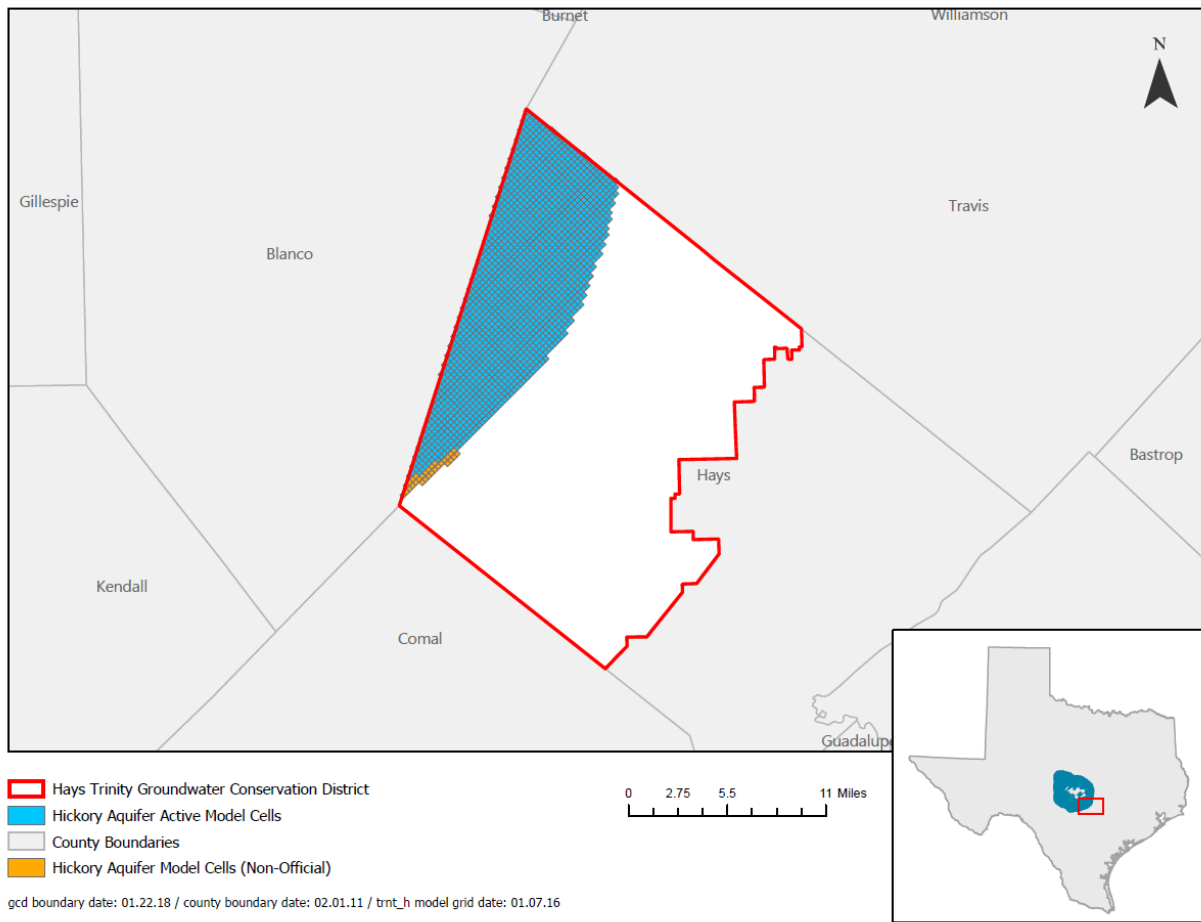 Burnet
Williamson
N
Gillespie
Travis
Blanco
Bastrop
Hays
Kendall
Comal
Guadalupe
Hays Trinity Groundwater Conservation District
Hickory Aquifer Active Model Cells
County Boundaries
Hickory Aquifer Model Cells (Non-Official)
0 2.75 5.5 11 Miles
gcd boundary date: 01.22.18 / county boundary date: 02.01.11 / trnt_h model grid date: 01.07.16